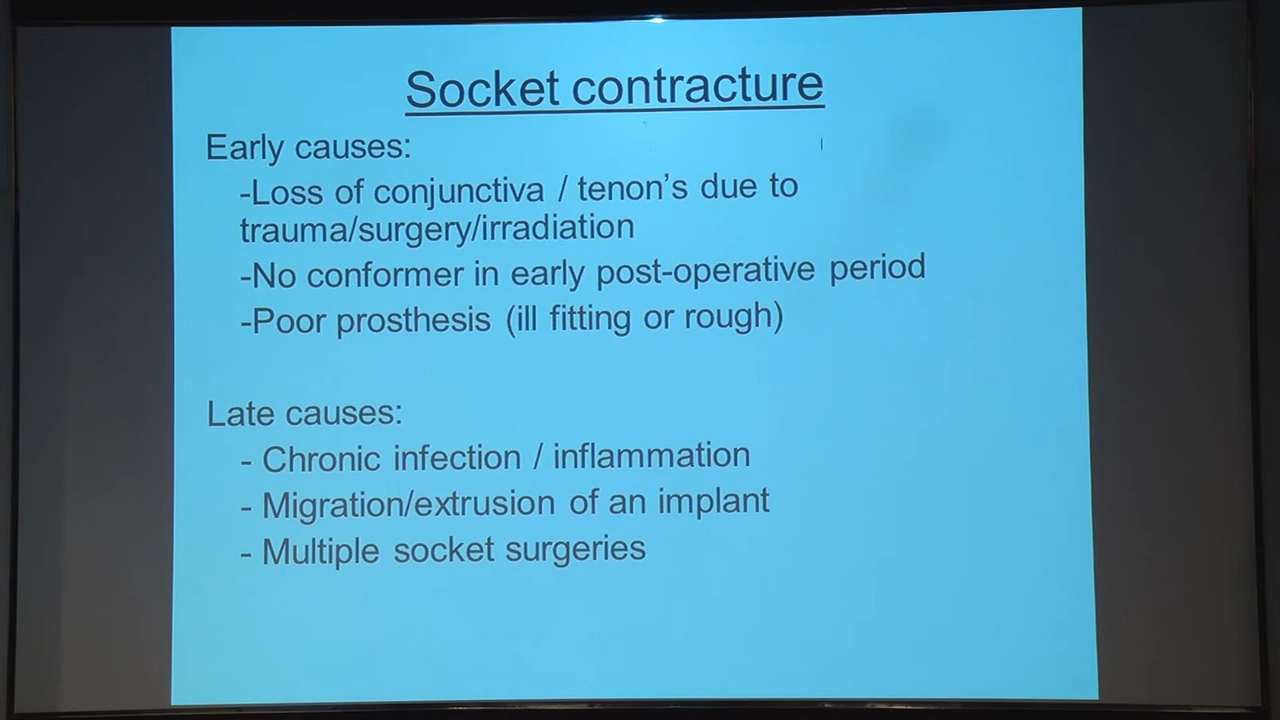 Socket contracture
Early causes:
-Loss of conjunctiva / tenon's due to
trauma/surgery/irradiation
-No conformer in early post-operative period
-Poor prosthesis (ill fitting or rough)
Late causes:
- Chronic infection / inflammation
- Migration/extrusion of an implant
- Multiple socket surgeries